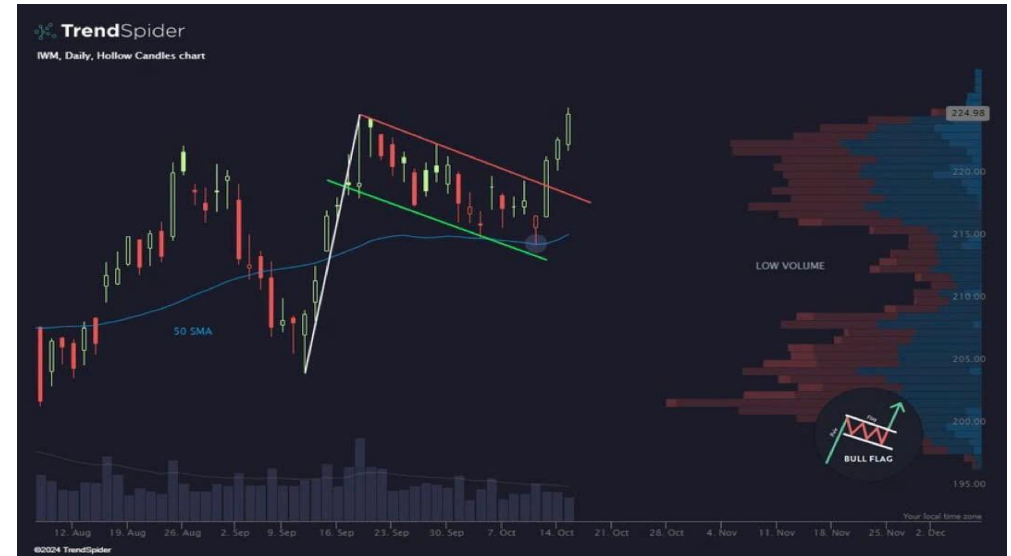 TrendSpider
IWM, Daily, Hollow Candles chart
224.98
220.00
215.00
LOW VOLUME
210.00
50 SMA
205.00
200.00
Pole
Flag
BULL FLAG
195.00
Your local time zone
12. Aug 19. Aug 26. Aug 2. Sep 9. Sep 16. Sep 23. Sep 30. Sep 7. Oct 14. Oct 21. Oct 28. Oct 4. Nov 11. Nov 18. Nov 25. Nov 2. Dec
©2024 TrendSpider